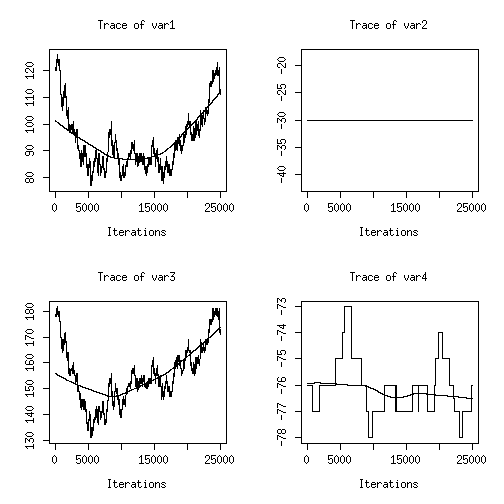 Trace of var1
120
110
100
90
80
0 5000 15000 25000
Iterations
Trace of var2
-20
-25
-30
-35
-40
0 5000 15000 25000
Iterations
Trace of var3
180
170
160
150
140
130
0 5000 15000 25000
Iterations
Trace of var4
-73
-74
-75
-76
-77
-78
0 5000 15000 25000
Iterations